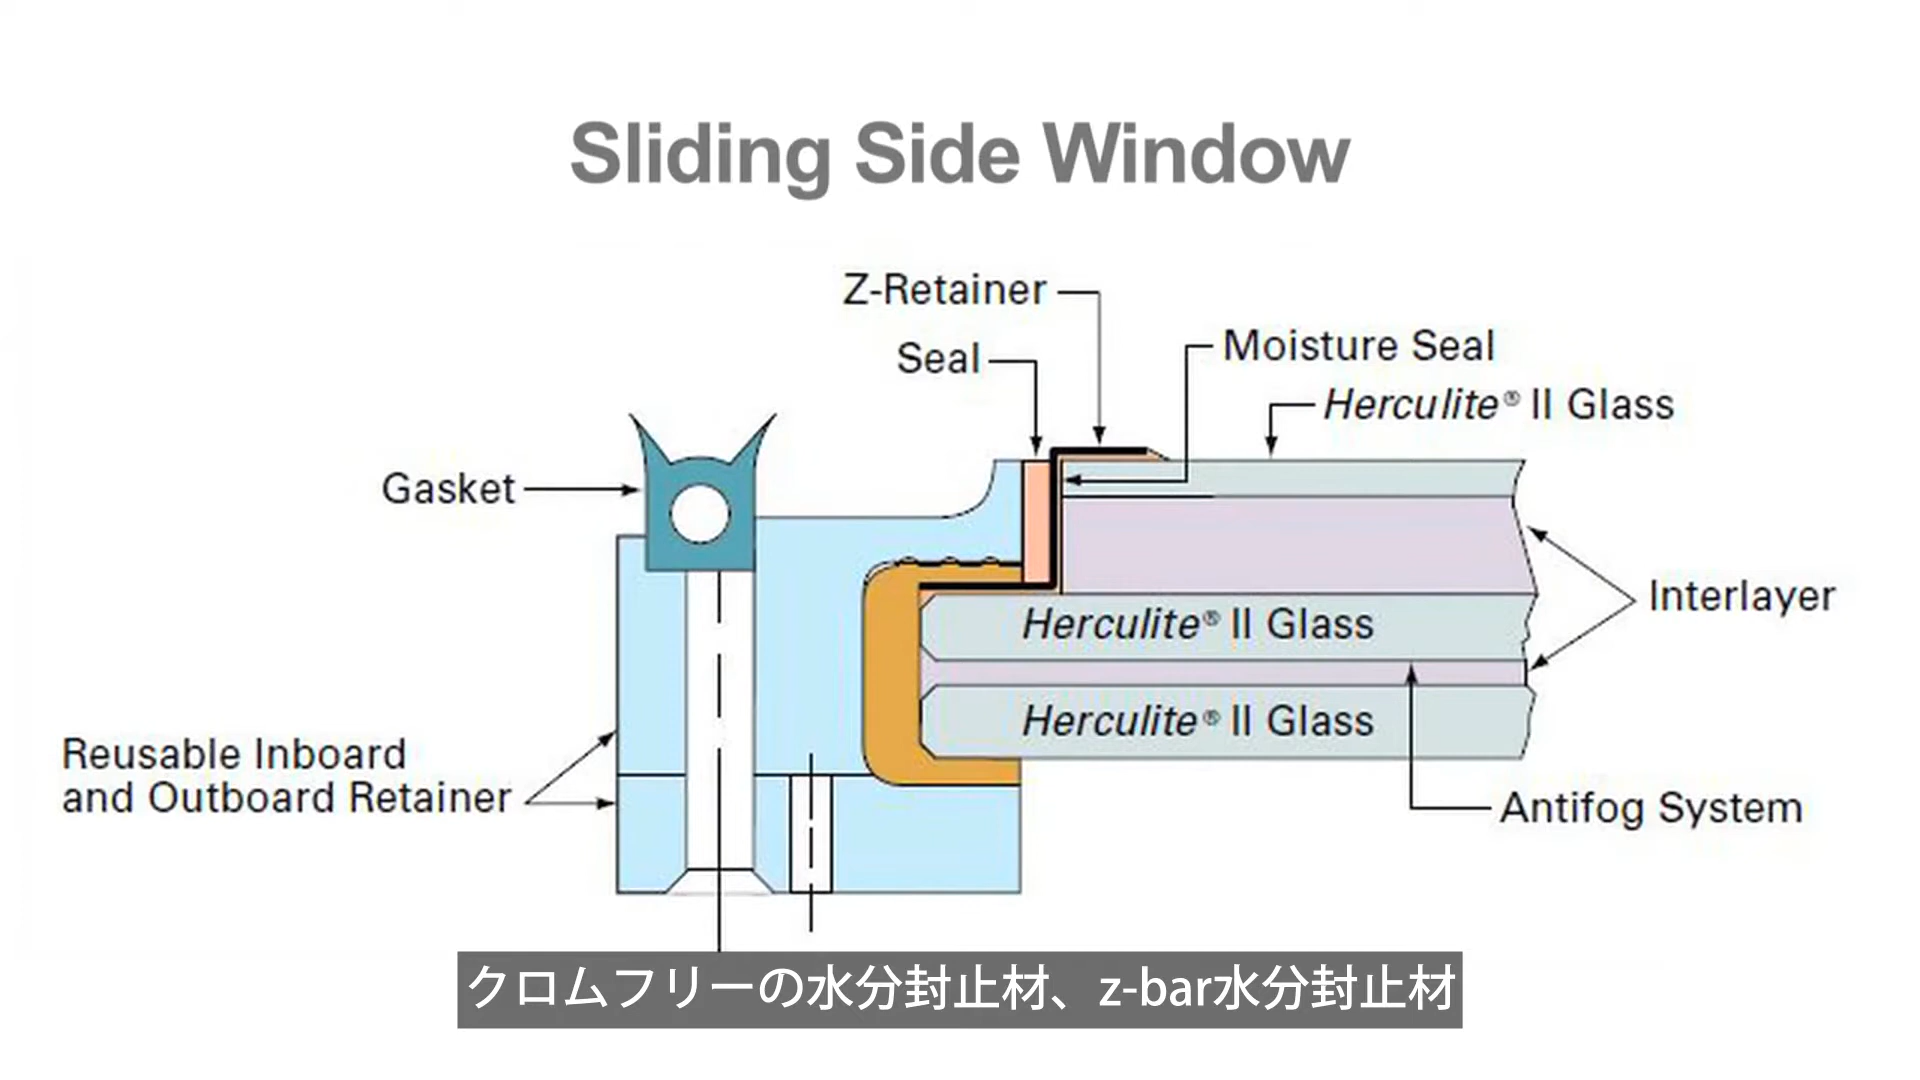 Sliding Side Window
Z-Retainer
Seal
Moisture Seal
Herculite® II Glass
Gasket
Interlayer
Herculite® II Glass
Herculite® II Glass
Reusable Inboard
and Outboard Retainer
Antifog System
クロムフリーの水分封止材、z-bar水分封止材